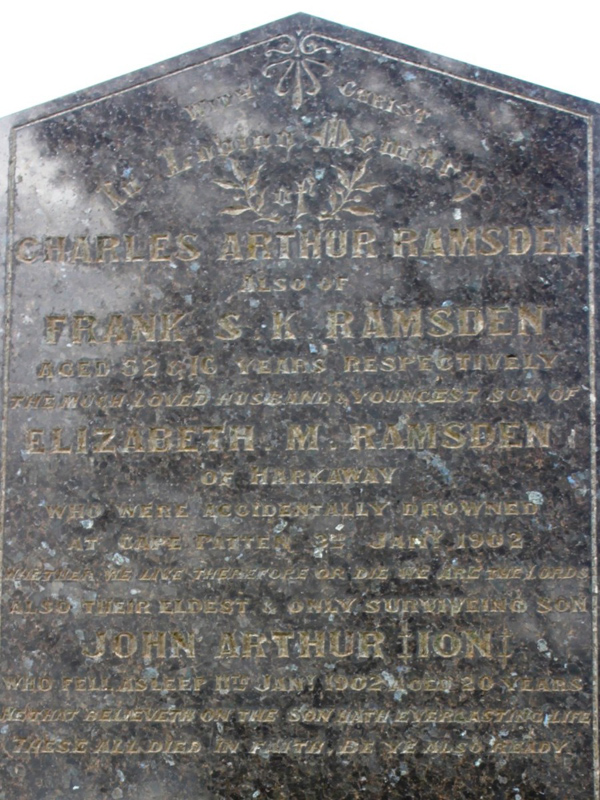 WITH CHRIST
In Loving Memory
of
CHARLES ARTHUR RAMSDEN
ALSO OF
FRANK S. K. RAMSDEN
AGED 52 & 16 YEARS RESPECTIVELY
THE MUCH LOVED HUSBAND & YOUNGEST SON OF
ELIZABETH M. RAMSDEN
OF HARKAWAY
WHO WERE ACCIDENTALLY DROWNED
AT CAPE PATTEN 2ND JANY 1902
WHETHER WE LIVE THEREFORE OR DIE WE ARE THE LORDS
ALSO THEIR ELDEST & ONLY SURVIVEING SON
JOHN ARTHUR (ION)
WHO FELL ASLEEP 11TH JANY 1902 AGED 20 YEARS
HE THAT BELIEVETH ON THE SON HATH EVERLASTING LIFE
(THESE ALL DIED IN FAITH, BE YE ALSO READY.